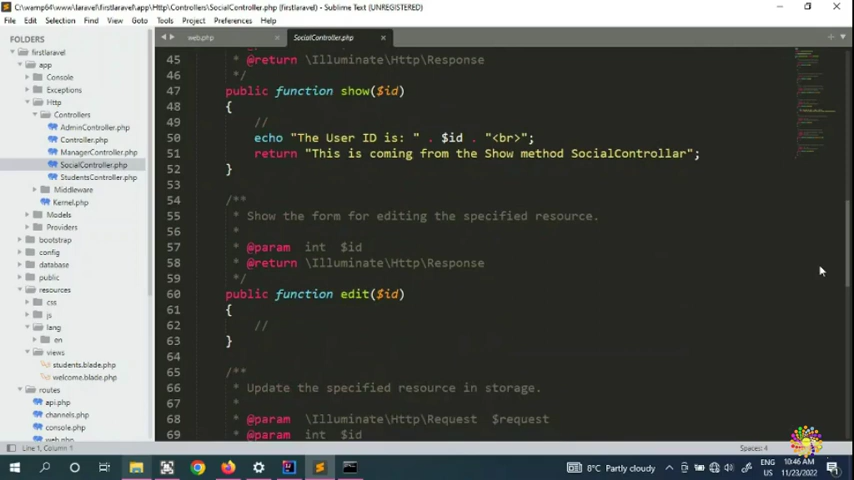 C:\wamp64\www\laravel\firstlaravel\app\Http\Controllers\SocialController.php (firstlaravel) - Sublime Text (UNREGISTERED)
File Edit Selection Find View Goto Tools Project Preferences Help
FOLDERS
firstlaravel
app
Console
Exceptions
Http
Controllers
AdminController.php
Controller.php
ManagerController.php
SocialController.php
StudentsController.php
Middleware
Kernel.php
Models
Providers
bootstrap
config
database
public
resources
css
js
lang
en
views
students.blade.php
welcome.blade.php
routes
api.php
channels.php
console.php
web.php
web.php
SocialController.php
45 * @return \Illuminate\Http\Response
46 */
47 public function show($id)
48 {
49 //
50 echo "The User ID is: " . $id . "<br>";
51 return "This is coming from the Show method SocialControllar";
52 }
53
54 /**
55 * Show the form for editing the specified resource.
56 *
57 * @param int $id
58 * @return \Illuminate\Http\Response
59 */
60 public function edit($id)
61 {
62 //
63 }
64
65 /**
66 * Update the specified resource in storage.
67 *
68 * @param \Illuminate\Http\Request $request
69 * @param int $id
Line 1, Column 1
Spaces: 4
8°C Partly cloudy
ENG
US
10:46 AM
11/23/2022